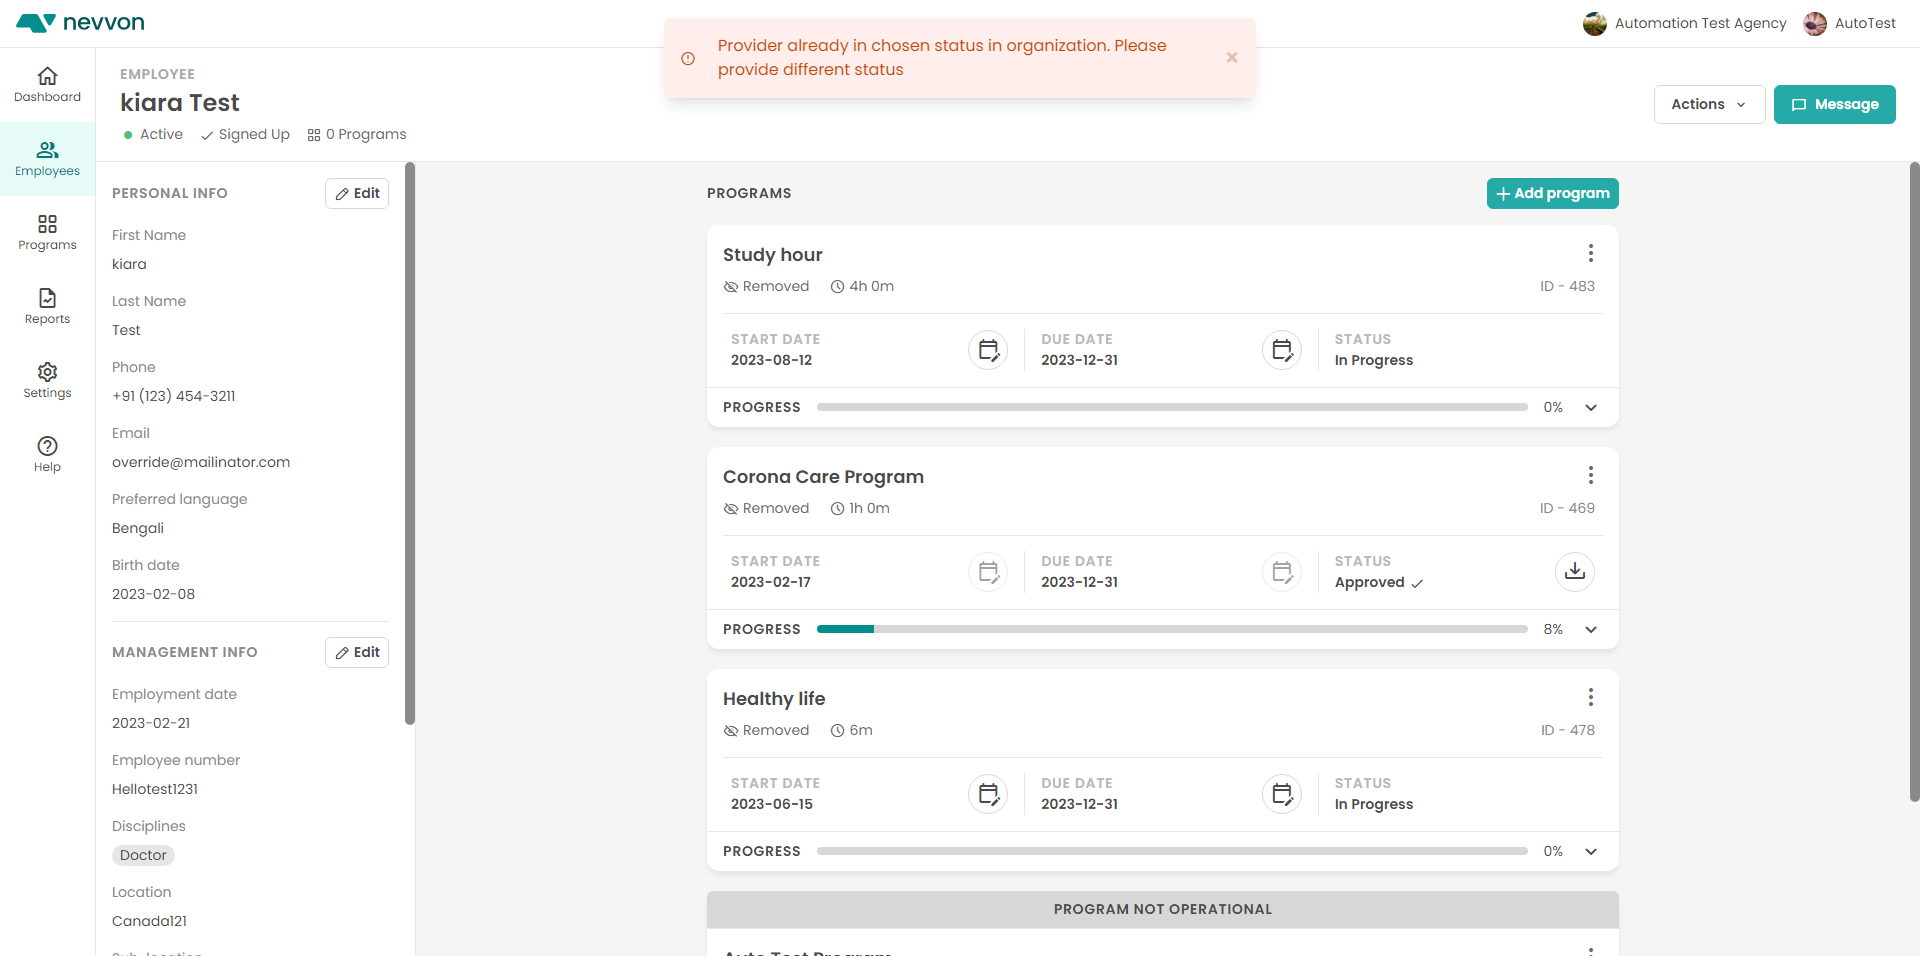 nevvon
Provider already in chosen status in organization. Please
provide different status
Automation Test Agency
AutoTest
Dashboard
Employees
Programs
Reports
Settings
Help
EMPLOYEE
kiara Test
Active
Signed Up
0 Programs
Actions
Message
PERSONAL INFO
Edit
First Name
kiara
Last Name
Test
Phone
+91 (123) 454-3211
Email
override@mailinator.com
Preferred language
Bengali
Birth date
2023-02-08
MANAGEMENT INFO
Edit
Employment date
2023-02-21
Employee number
Hellotest1231
Disciplines
Doctor
Location
Canada121
Sub-location
PROGRAMS
Add program
Study hour
Removed
4h 0m
ID - 483
START DATE
2023-08-12
DUE DATE
2023-12-31
STATUS
In Progress
PROGRESS
0%
Corona Care Program
Removed
1h 0m
ID - 469
START DATE
2023-02-17
DUE DATE
2023-12-31
STATUS
Approved
PROGRESS
8%
Healthy life
Removed
6m
ID - 478
START DATE
2023-06-15
DUE DATE
2023-12-31
STATUS
In Progress
PROGRESS
0%
PROGRAM NOT OPERATIONAL
Auto Test Program